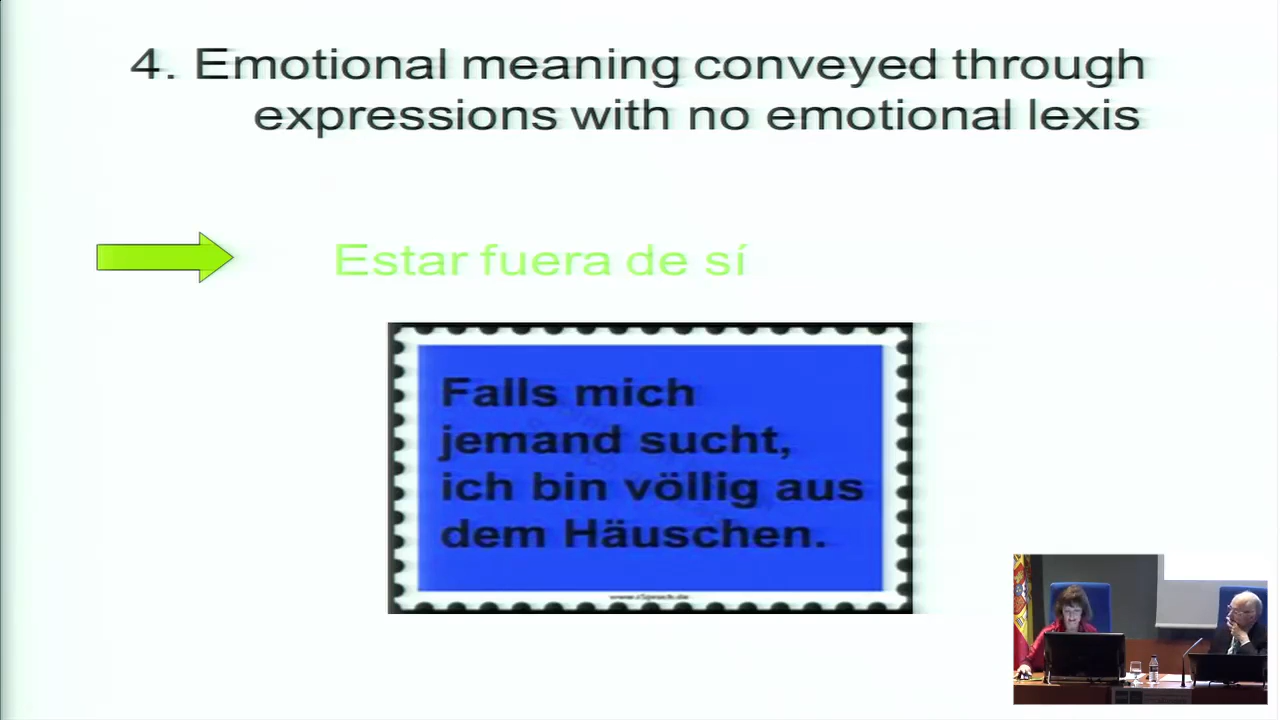 4. Emotional meaning conveyed through
expressions with no emotional lexis
Estar fuera de sí
Falls mich
jemand sucht,
ich bin völlig aus
dem Häuschen.